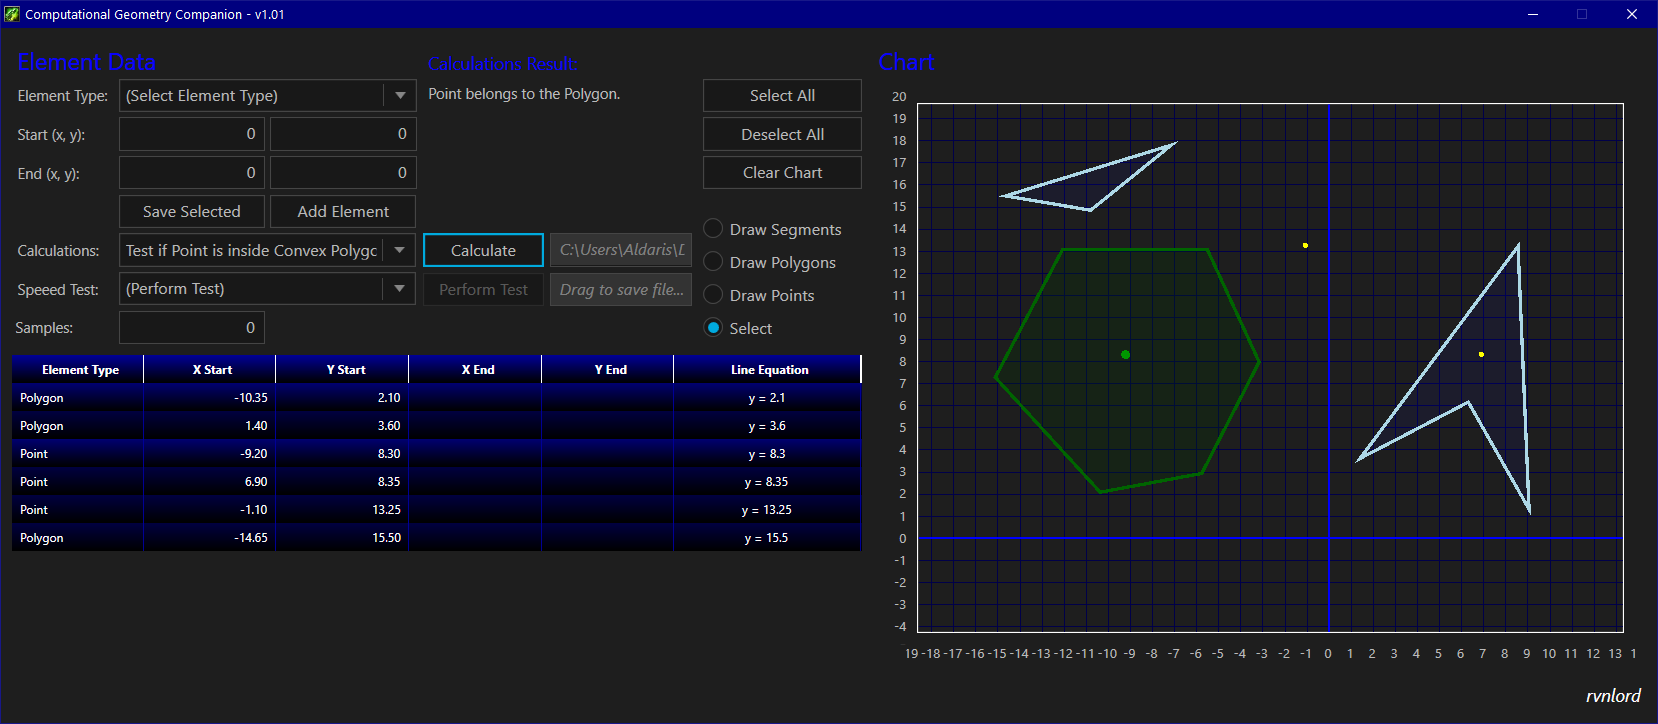 Computational Geometry Companion - v1.01
Element Data
Calculations Result:
Chart
Element Type: (Select Element Type)
Point belongs to the Polygon.
Select All
Start (x, y): 0 0
Deselect All
End (x, y): 0 0
Clear Chart
Save Selected Add Element
Draw Segments
Calculations: Test if Point is inside Convex Polygc Calculate C:\Users\Aldaris\
Draw Polygons
Speeed Test: (Perform Test) Perform Test Drag to save file...
Draw Points
Samples: 0
Select
Element Type X Start Y Start X End Y End Line Equation
Polygon -10.35 2.10 y = 2.1
Polygon 1.40 3.60 y = 3.6
Point -9.20 8.30 y = 8.3
Point 6.90 8.35 y = 8.35
Point -1.10 13.25 y = 13.25
Polygon -14.65 15.50 y = 15.5
20
19
18
17
16
15
14
13
12
11
10
9
8
7
6
5
4
3
2
1
0
-1
-2
-3
-4
19 -18 -17 -16 -15 -14 -13 -12 -11 -10 -9 -8 -7 -6 -5 -4 -3 -2 -1 0 1 2 3 4 5 6 7 8 9 10 11 12 13 1
rvnlord